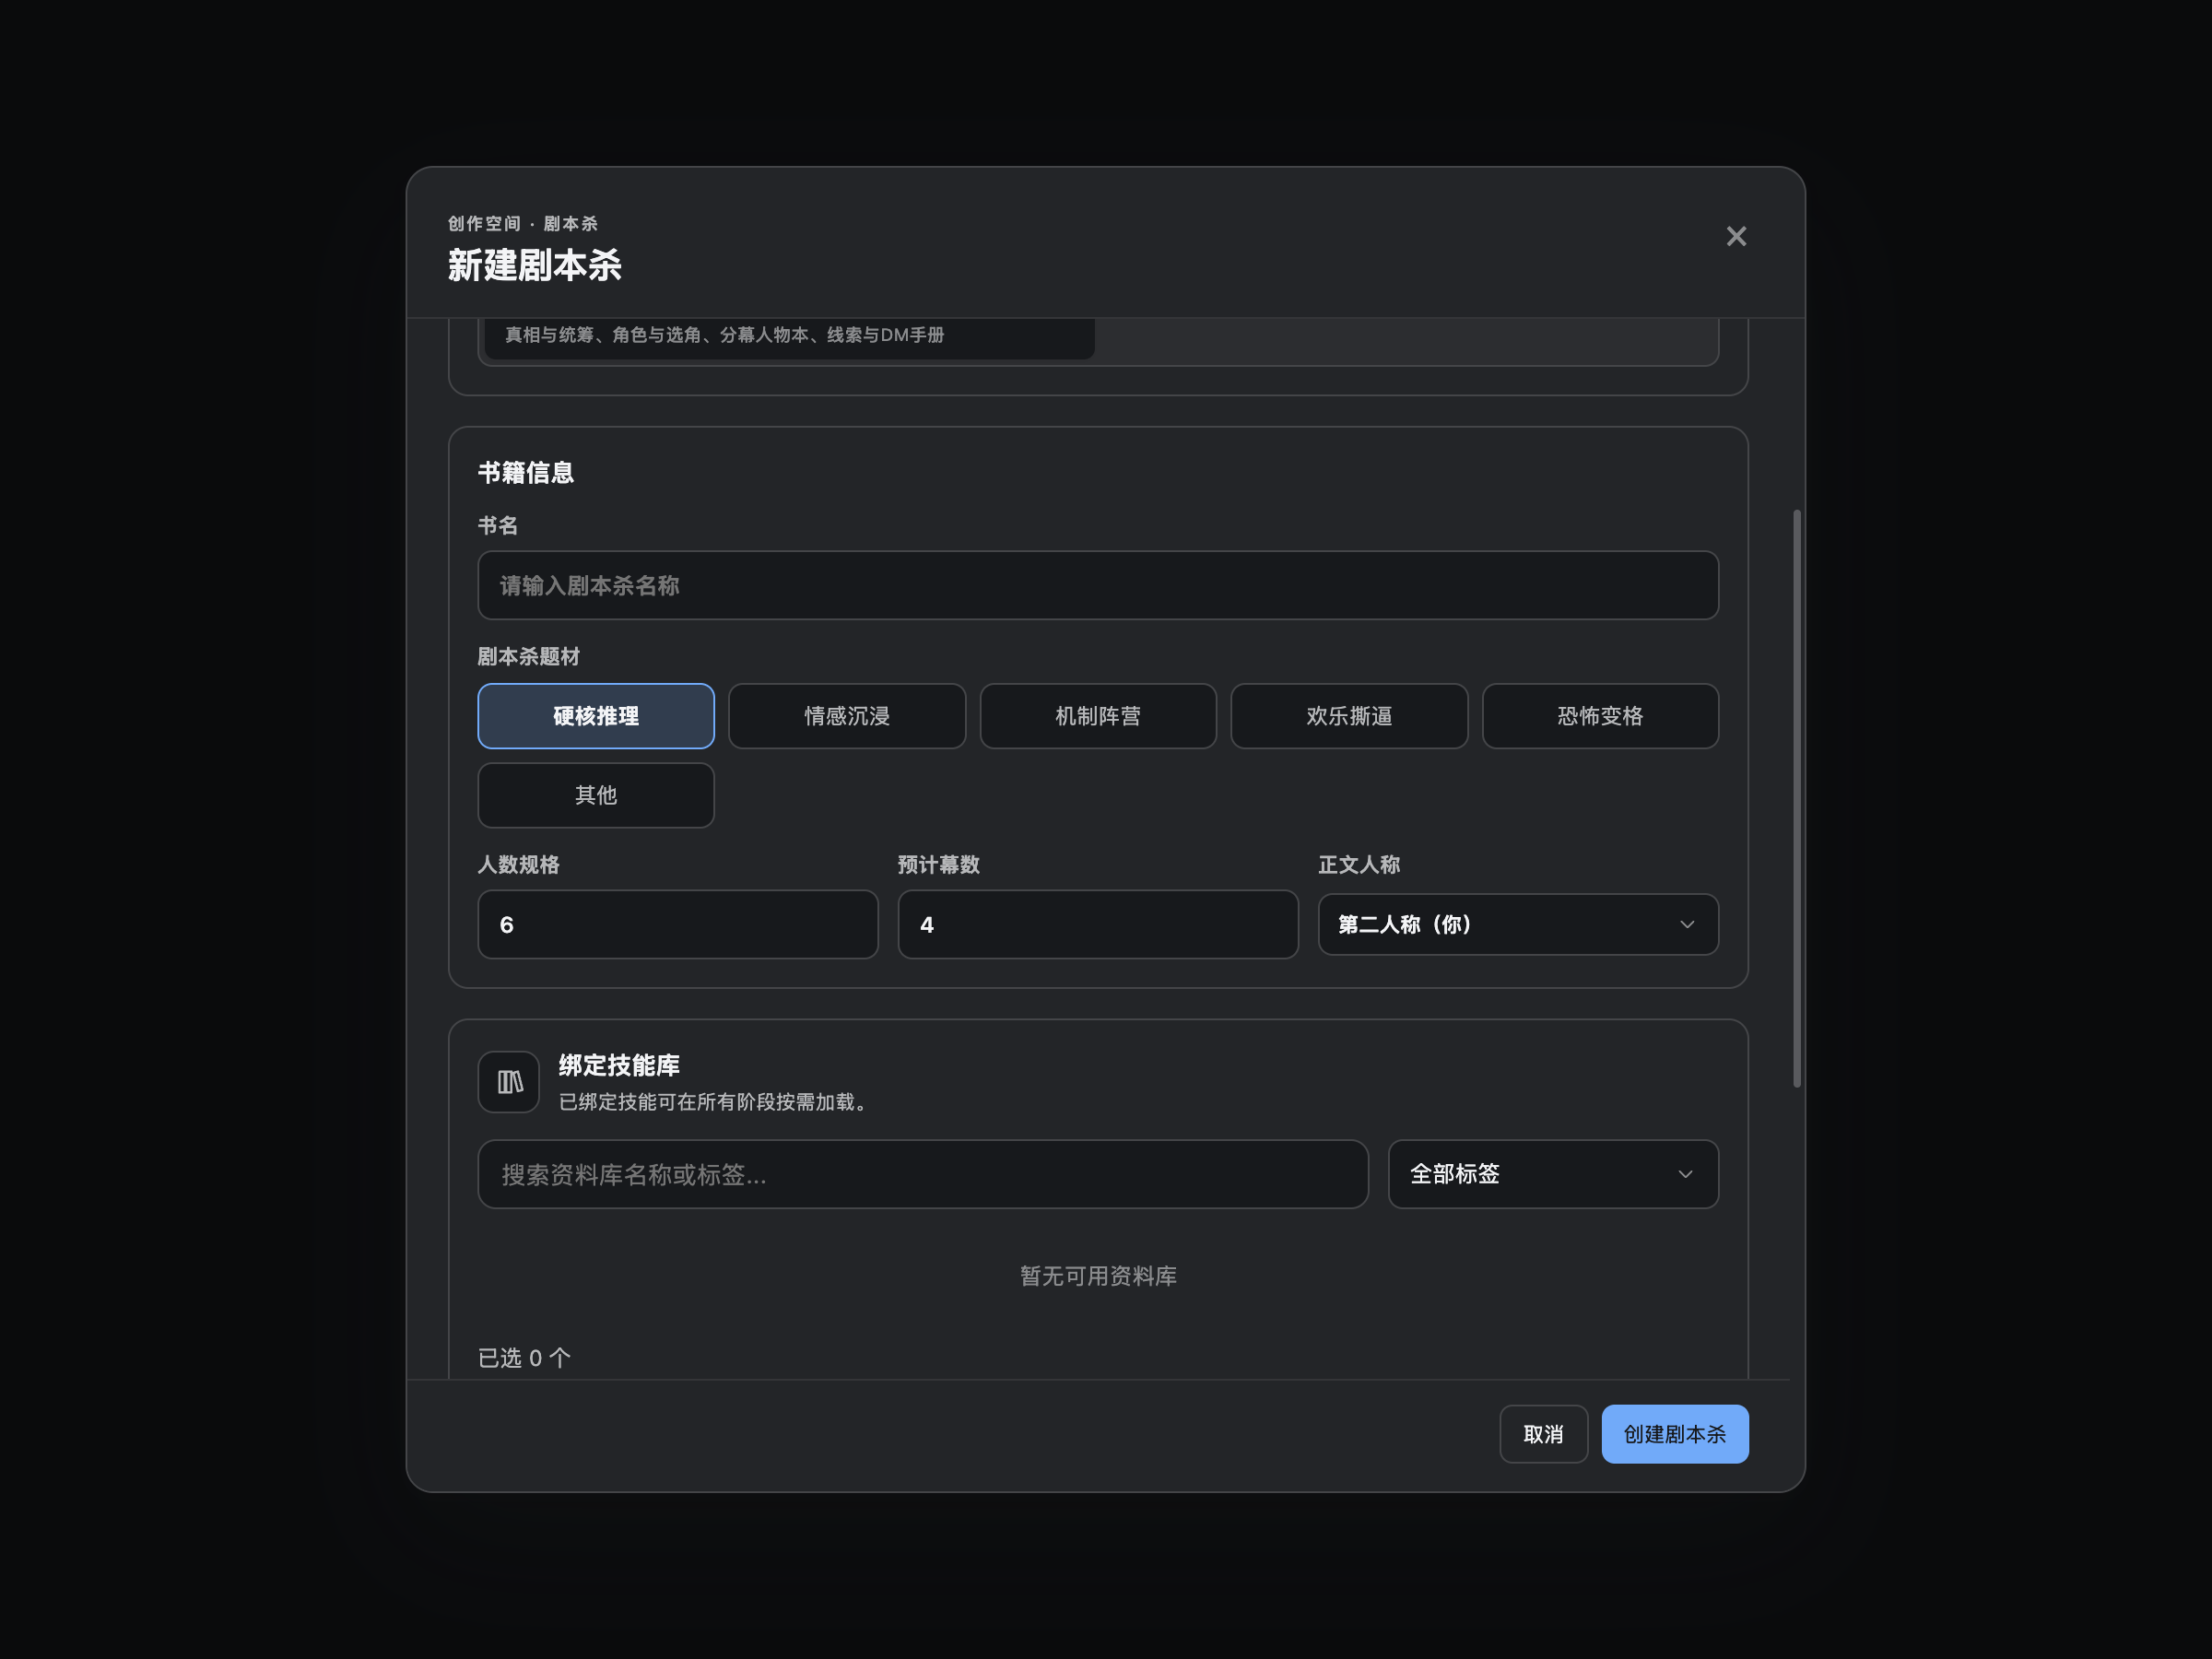 创作空间 · 剧本杀
新建剧本杀
真相与统筹、角色与选角、分幕人物本、线索与DM手册
书籍信息
书名
请输入剧本杀名称
剧本杀题材
硬核推理
情感沉浸
机制阵营
欢乐撕逼
恐怖变格
其他
人数规格
预计幕数
正文人称
6
4
第二人称（你）
绑定技能库
已绑定技能可在所有阶段按需加载。
搜索资料库名称或标签...
全部标签
暂无可用资料库
已选 0 个
取消
创建剧本杀